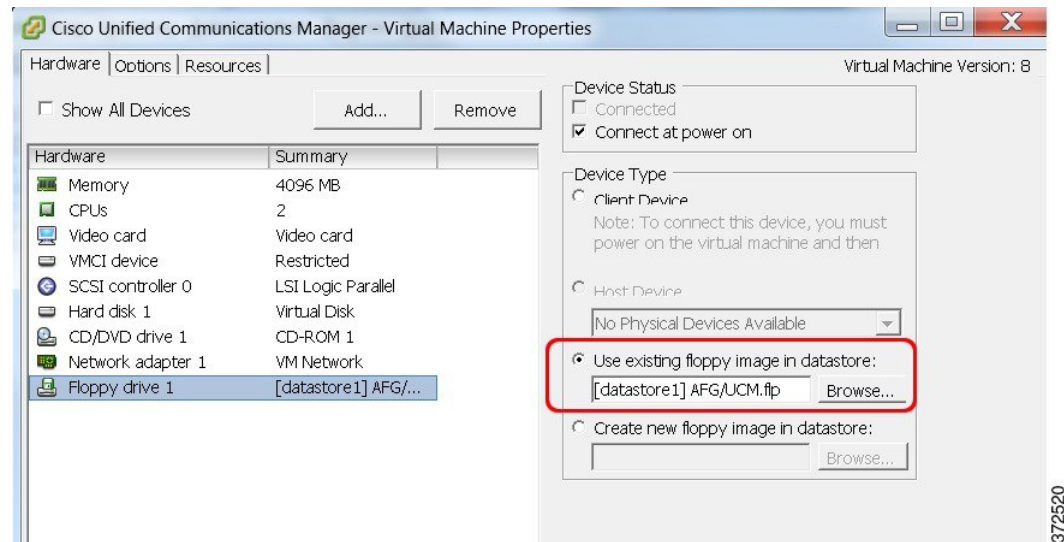 Cisco Unified Communications Manager - Virtual Machine Properties
Hardware Options Resources
Virtual Machine Version: 8
Show All Devices
Add...
Remove
Hardware Summary
Memory 4096 MB
CPUs 2
Video card Video card
VMCI device Restricted
SCSI controller 0 LSI Logic Parallel
Hard disk 1 Virtual Disk
CD/DVD drive 1 CD-ROM 1
Network adapter 1 VM Network
Floppy drive 1 [datastore1] AFG/...
Device Status
Connected
Connect at power on
Device Type
Client Device
Note: To connect this device, you must
power on the virtual machine and then
Host Device
No Physical Devices Available
Use existing floppy image in datastore:
[datastore1] AFG/UCM.flp
Browse...
Create new floppy image in datastore:
Browse...
372520